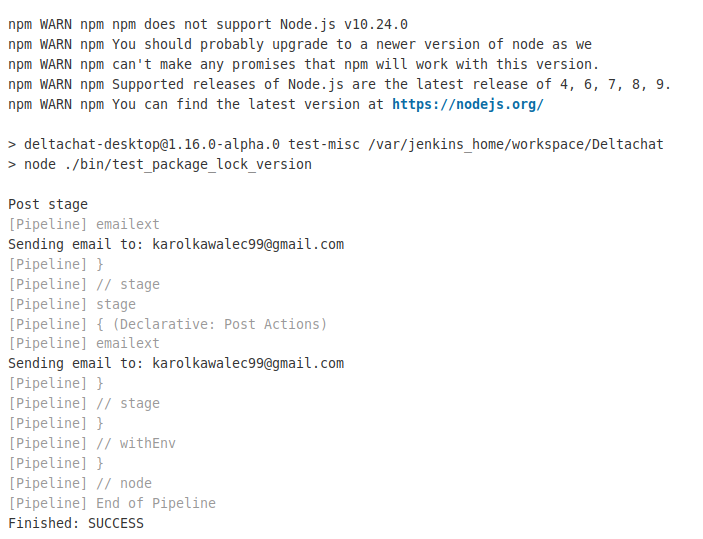 npm WARN npm npm does not support Node.js v10.24.0
npm WARN npm You should probably upgrade to a newer version of node as we
npm WARN npm can't make any promises that npm will work with this version.
npm WARN npm Supported releases of Node.js are the latest release of 4, 6, 7, 8, 9.
npm WARN npm You can find the latest version at https://nodejs.org/
> deltachat-desktop@1.16.0-alpha.0 test-misc /var/jenkins_home/workspace/Deltachat
> node ./bin/test_package_lock_version
Post stage
[Pipeline] emailext
Sending email to: karolkawalec99@gmail.com
[Pipeline] }
[Pipeline] // stage
[Pipeline] stage
[Pipeline] { (Declarative: Post Actions)
[Pipeline] emailext
Sending email to: karolkawalec99@gmail.com
[Pipeline] }
[Pipeline] // stage
[Pipeline] }
[Pipeline] // withEnv
[Pipeline] }
[Pipeline] // node
[Pipeline] End of Pipeline
Finished: SUCCESS